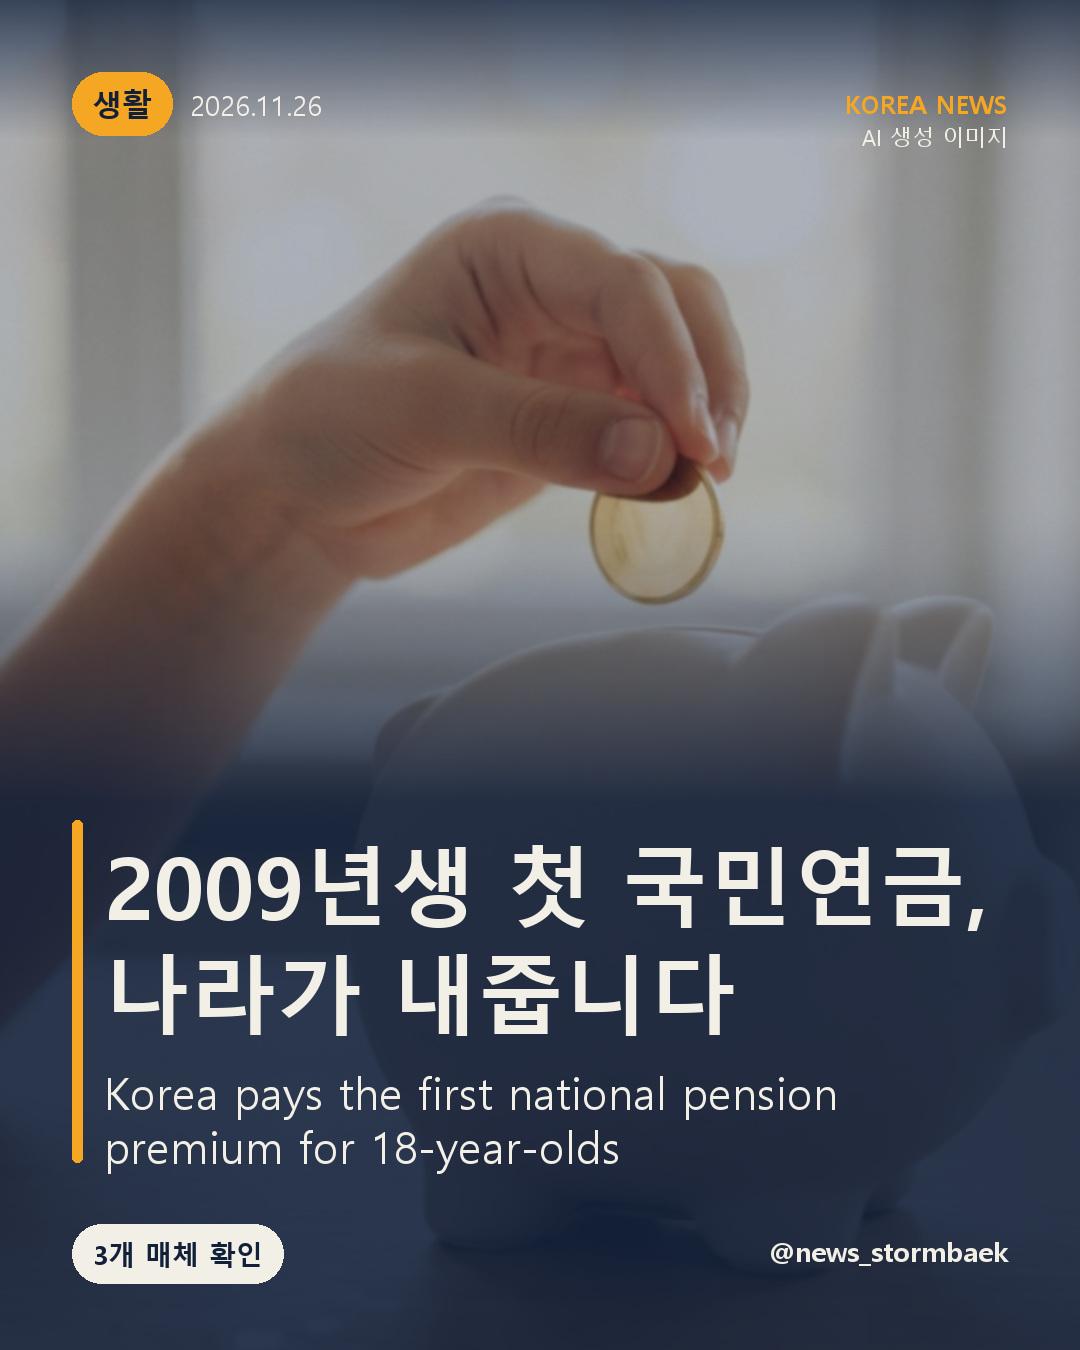 생활
2026.11.26
KOREA NEWS
AI 생성 이미지
2009년생 첫 국민연금,
나라가 내줍니다
Korea pays the first national pension
premium for 18-year-olds
3개 매체 확인
@news_stormbaek